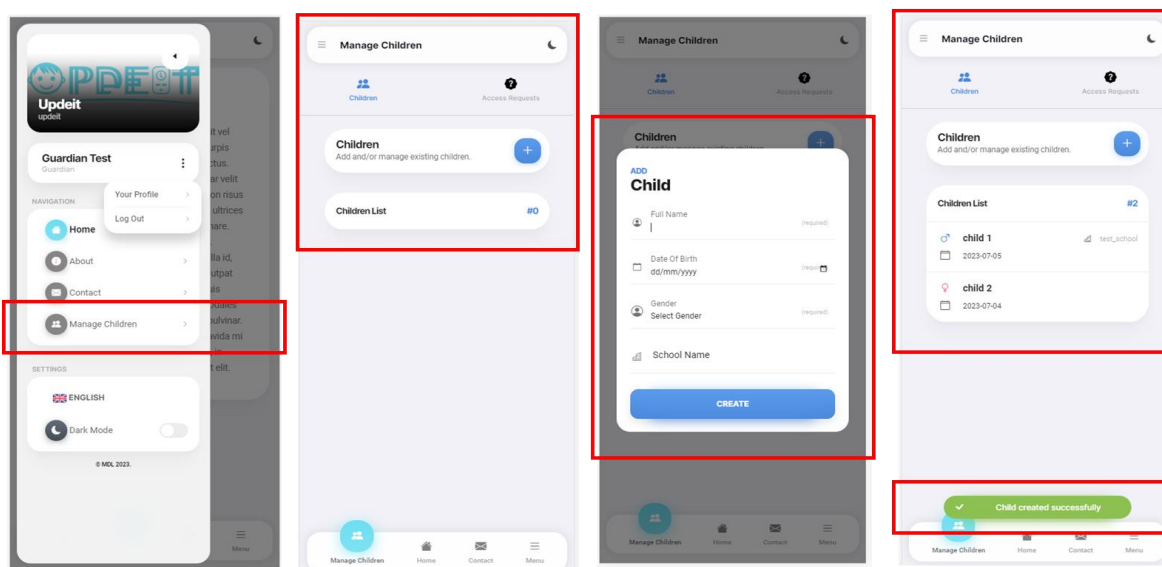 UPDEIT
Updeit
updeit
Guardian Test
Guardian
Your Profile
Log Out
NAVIGATION
Home
About
Contact
Manage Children
SETTINGS
ENGLISH
Dark Mode
© MDL 2023.
Menu
Manage Children
Children
Access Requests
Children
Add and/or manage existing children.
Children List
#0
Manage Children
Home
Contact
Menu
Manage Children
Children
Access Requests
Children
ADD
Child
Full Name
(required)
Date Of Birth
dd/mm/yyyy
Gender
Select Gender
(required)
School Name
CREATE
Manage Children
Home
Contact
Menu
Manage Children
Children
Access Requests
Children
Add and/or manage existing children.
Children List
#2
child 1
test_school
2023-07-05
child 2
2023-07-04
Child created successfully
Manage Children
Home
Contact
Menu